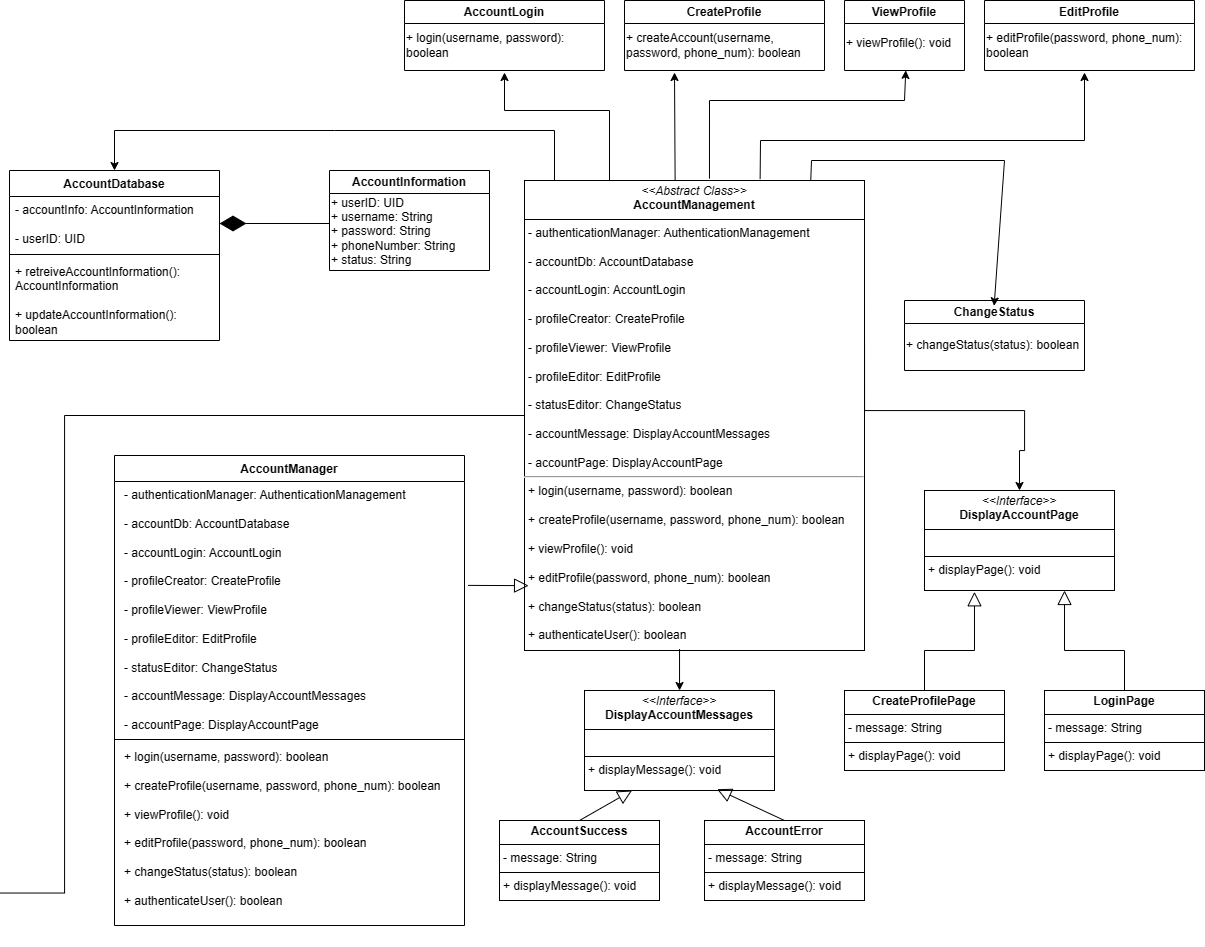 AccountLogin
+ login(username, password):
boolean
CreateProfile
+ createAccount(username,
password, phone_num): boolean
ViewProfile
+ viewProfile(): void
EditProfile
+ editProfile(password, phone_num):
boolean
AccountDatabase
- accountInfo: AccountInformation
- userID: UID
+ retreiveAccountInformation():
AccountInformation
+ updateAccountInformation():
boolean
AccountInformation
+ userID: UID
+ username: String
+ password: String
+ phoneNumber: String
+ status: String
<<Abstract Class>>
AccountManagement
- authenticationManager: AuthenticationManagement
- accountDb: AccountDatabase
- accountLogin: AccountLogin
- profileCreator: CreateProfile
- profileViewer: ViewProfile
- profileEditor: EditProfile
- statusEditor: ChangeStatus
- accountMessage: DisplayAccountMessages
- accountPage: DisplayAccountPage
+ login(username, password): boolean
+ createProfile(username, password, phone_num): boolean
+ viewProfile(): void
+ editProfile(password, phone_num): boolean
+ changeStatus(status): boolean
+ authenticateUser(): boolean
ChangeStatus
+ changeStatus(status): boolean
AccountManager
- authenticationManager: AuthenticationManagement
- accountDb: AccountDatabase
- accountLogin: AccountLogin
- profileCreator: CreateProfile
- profileViewer: ViewProfile
- profileEditor: EditProfile
- statusEditor: ChangeStatus
- accountMessage: DisplayAccountMessages
- accountPage: DisplayAccountPage
+ login(username, password): boolean
+ createProfile(username, password, phone_num): boolean
+ viewProfile(): void
+ editProfile(password, phone_num): boolean
+ changeStatus(status): boolean
+ authenticateUser(): boolean
<<Interface>>
DisplayAccountPage
+ displayPage(): void
<<Interface>>
DisplayAccountMessages
+ displayMessage(): void
CreateProfilePage
- message: String
+ displayPage(): void
LoginPage
- message: String
+ displayPage(): void
AccountSuccess
- message: String
+ displayMessage(): void
AccountError
- message: String
+ displayMessage(): void